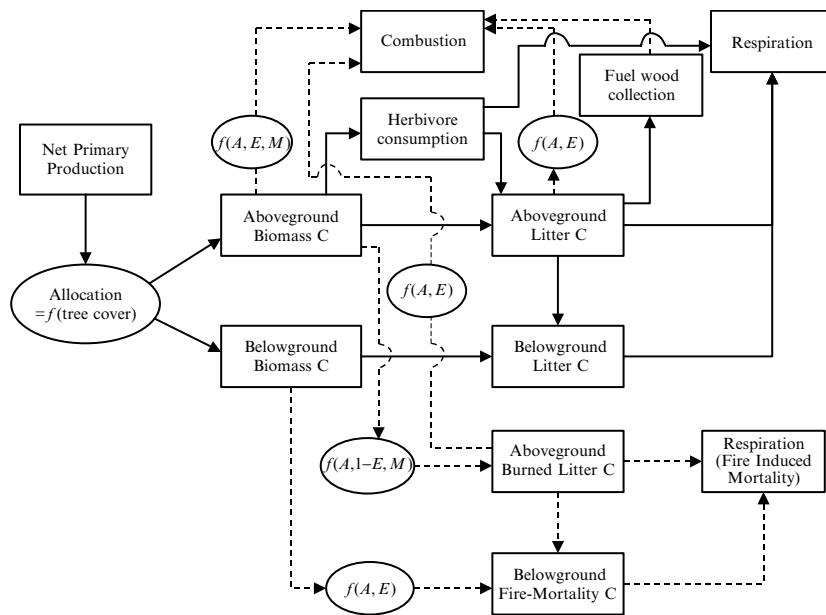 Combustion
Respiration
Fuel wood
collection
Herbivore
consumption
f(A, E, M)
f(A, E)
Net Primary
Production
Aboveground
Biomass C
Aboveground
Litter C
Allocation
=f(tree cover)
f(A, E)
Belowground
Biomass C
Belowground
Litter C
f(A,1–E, M)
Aboveground
Burned Litter C
Respiration
(Fire Induced
Mortality)
f(A, E)
Belowground
Fire-Mortality C